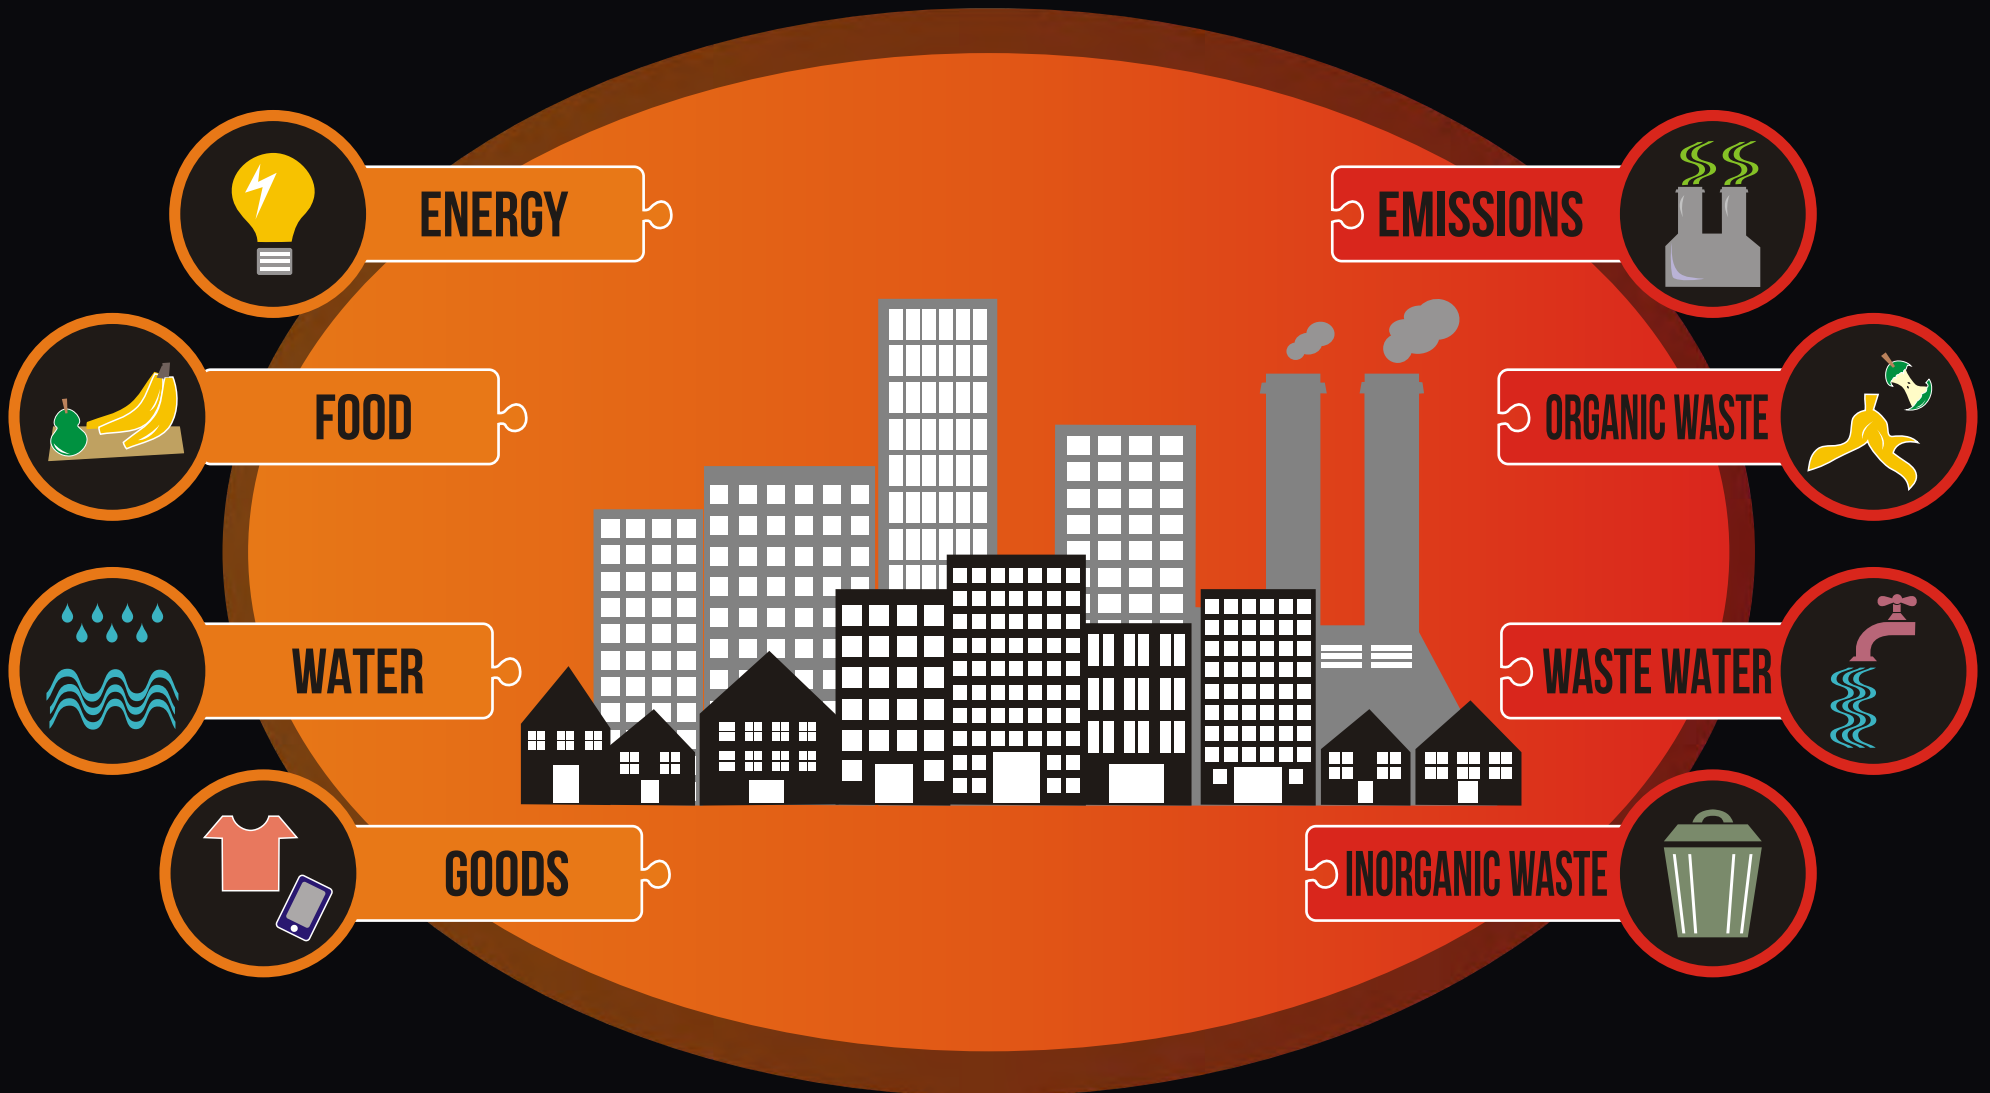 ENERGY
EMISSIONS
FOOD
ORGANIC WASTE
WATER
WASTE WATER
GOODS
INORGANIC WASTE